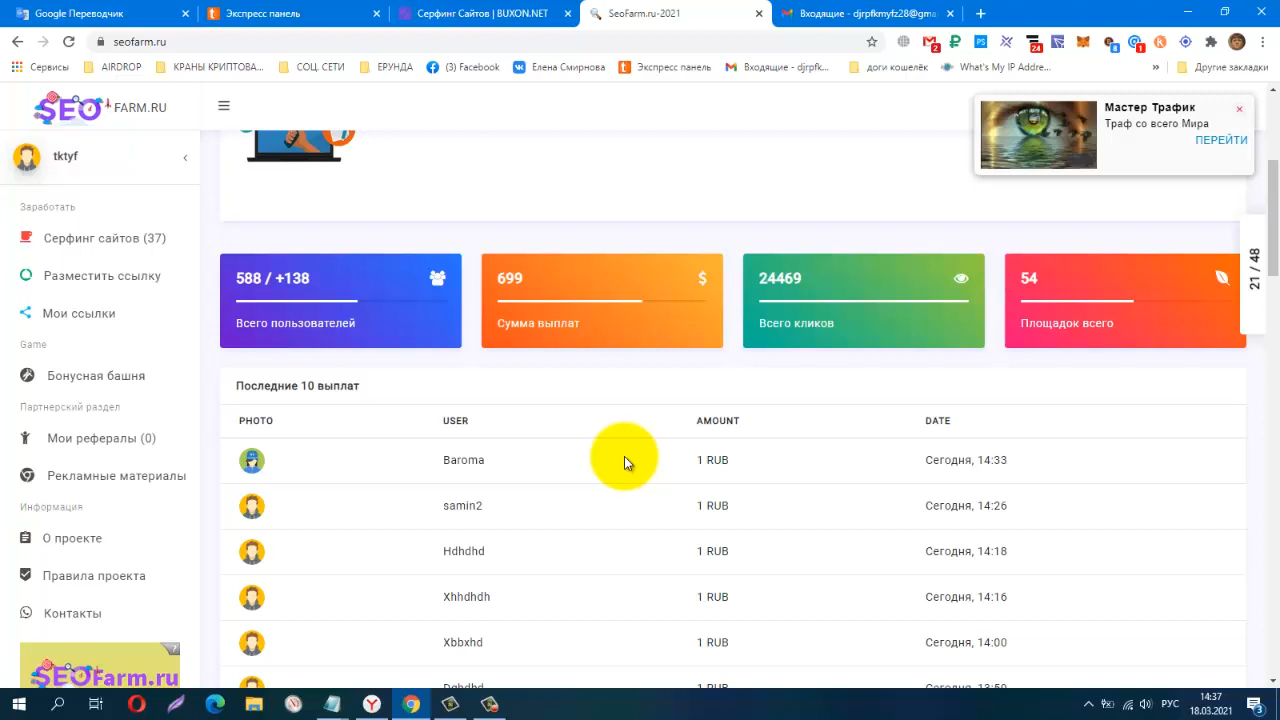 Google Переводчик
Экспресс панель
Серфинг Сайтов | BUXON.NET
SeoFarm.ru-2021
Входящие - djrpfkmyfz28@gma
seofarm.ru
2
24
8
1
Сервисы
AIRDROP
КРАНЫ КРИПТОВА...
СОЦ. СЕТИ
ЕРУНДА
(3) Facebook
Елена Смирнова
Экспресс панель
Входящие - djrpfk...
доги кошелёк
What's My IP Addre...
»
Другие закладки
SEO FARM.RU
Мастер Трафик
Траф со всего Мира
ПЕРЕЙТИ
tktyf
Заработать
Серфинг сайтов (37)
Разместить ссылку
Мои ссылки
Game
Бонусная башня
Партнерский раздел
Мои рефералы (0)
Рекламные материалы
Информация
О проекте
Правила проекта
Контакты
SEOFarm.ru
588 / +138
Всего пользователей
699
$
Сумма выплат
24469
Всего кликов
54
Площадок всего
21 / 48
Последние 10 выплат
PHOTO USER AMOUNT DATE
Baroma 1 RUB Сегодня, 14:33
samin2 1 RUB Сегодня, 14:26
Hdhdhd 1 RUB Сегодня, 14:18
Xhhdhdh 1 RUB Сегодня, 14:16
Xbbxhd 1 RUB Сегодня, 14:00
РУС
14:37
18.03.2021
3